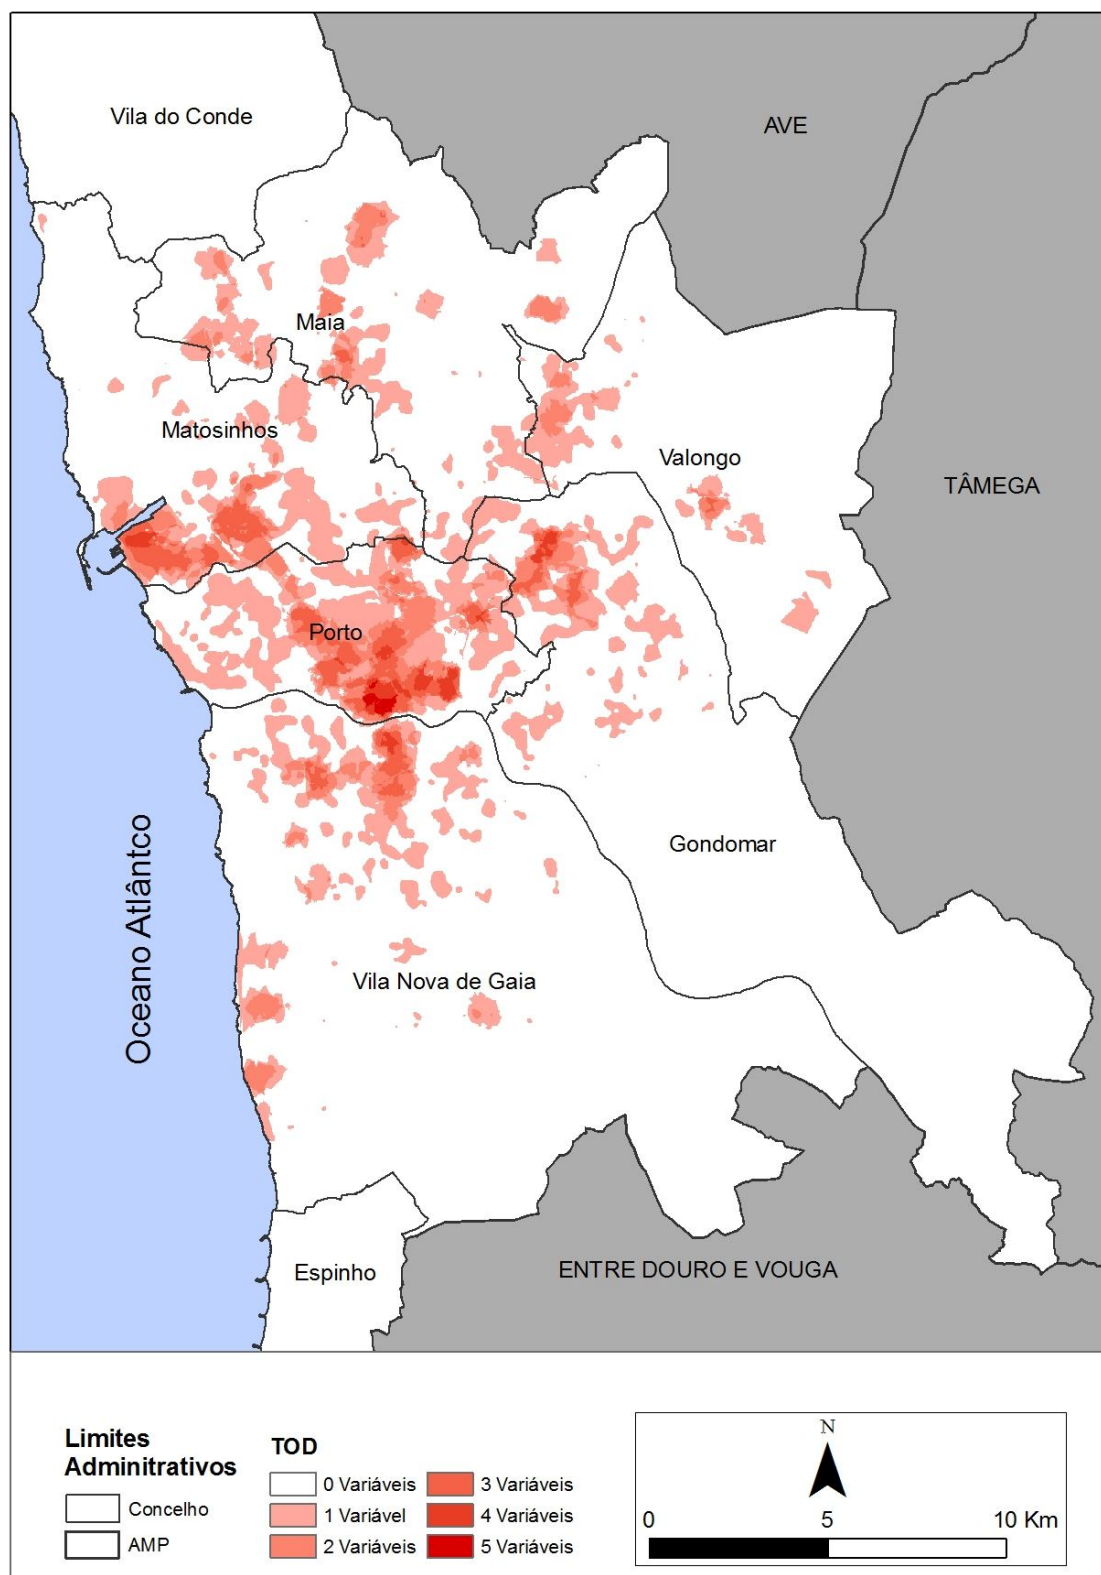 Vila do Conde
AVE
Maia
Matosinhos
Valongo
TÂMEGA
Porto
Gondomar
Oceano Atlântco
Vila Nova de Gaia
Espinho
ENTRE DOURO E VOUGA
Limites
Adminitrativos
Concelho
AMP
TOD
0 Variáveis
1 Variável
2 Variáveis
3 Variáveis
4 Variáveis
5 Variáveis
N
0 5 10 Km